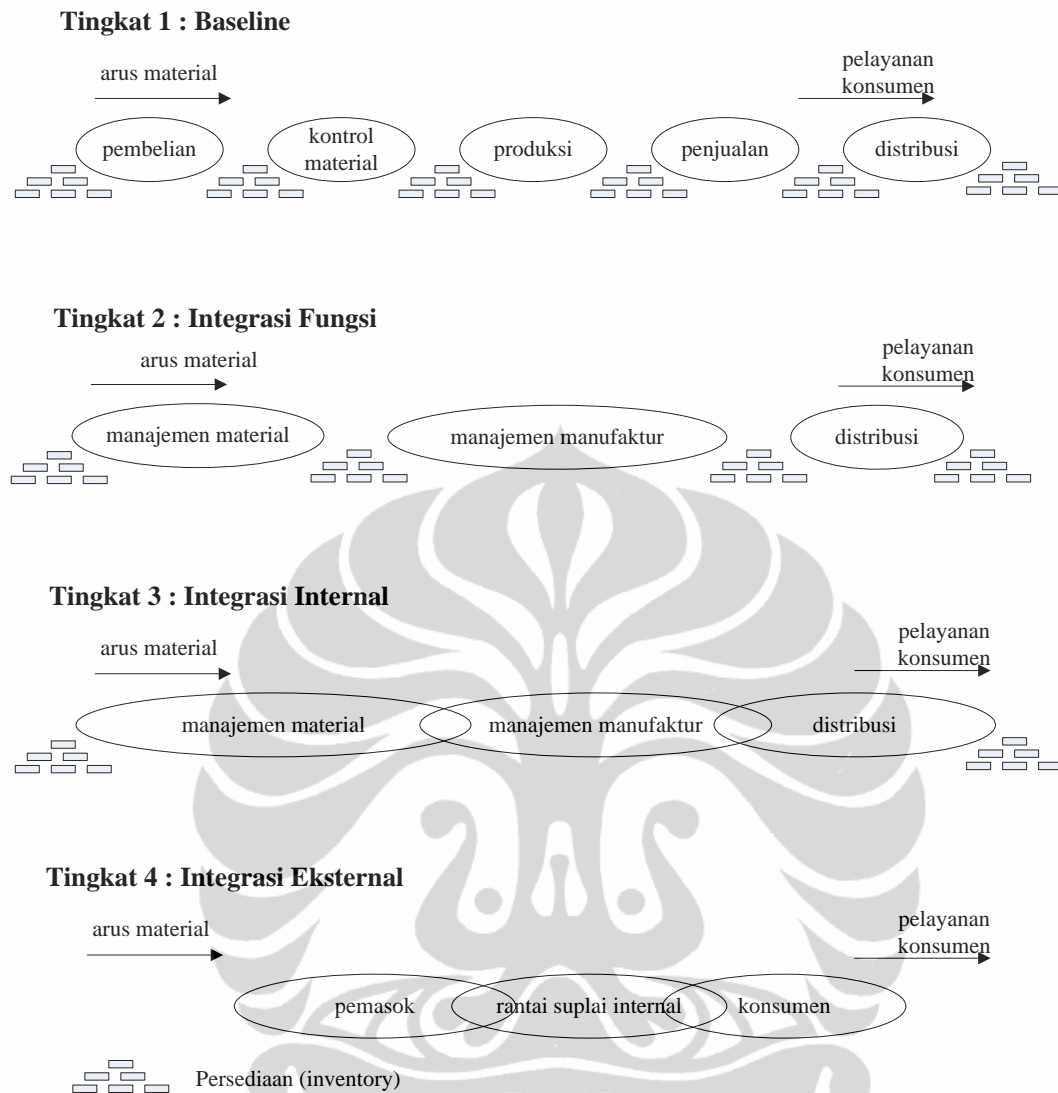 Tingkat 1 : Baseline
arus material
pelayanan
konsumen
pembelian
kontrol
material
produksi
penjualan
distribusi
Tingkat 2 : Integrasi Fungsi
arus material
pelayanan
konsumen
manajemen material
manajemen manufaktur
distribusi
Tingkat 3 : Integrasi Internal
arus material
pelayanan
konsumen
manajemen material
manajemen manufaktur
distribusi
Tingkat 4 : Integrasi Eksternal
arus material
pelayanan
konsumen
pemasok
rantai suplai internal
konsumen
Persediaan (inventory)